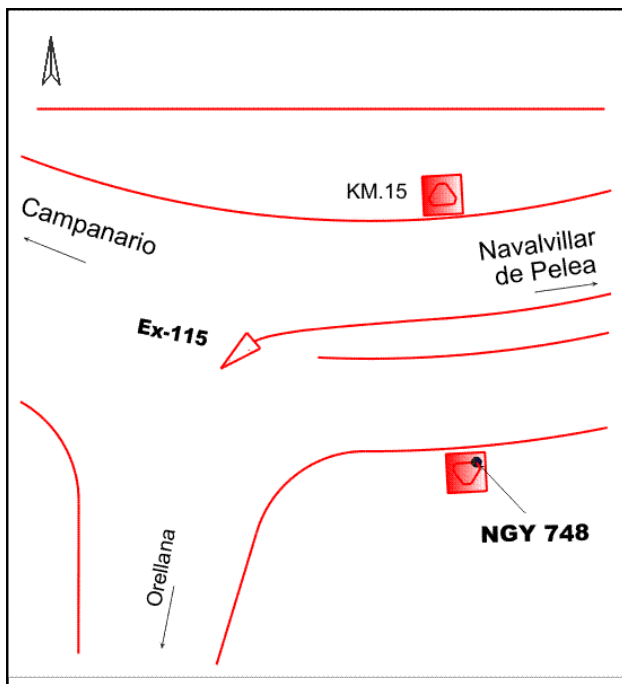 KM.15
Campanario
Navalvillar
de Pelea
Ex-115
NGY 748
Orellana